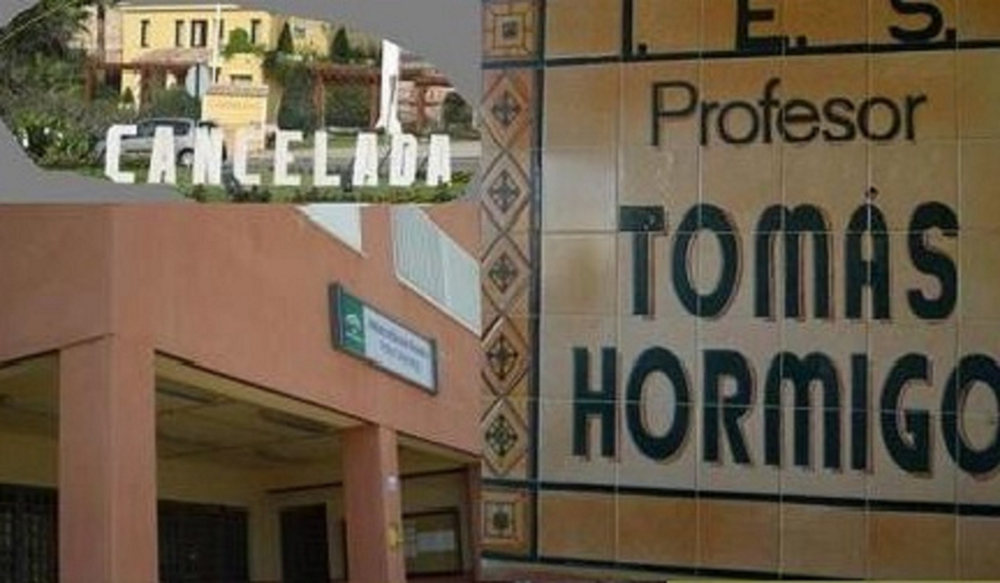 CANCELADA
I. E. S.
Profesor
TOMÁS
HORMIGO